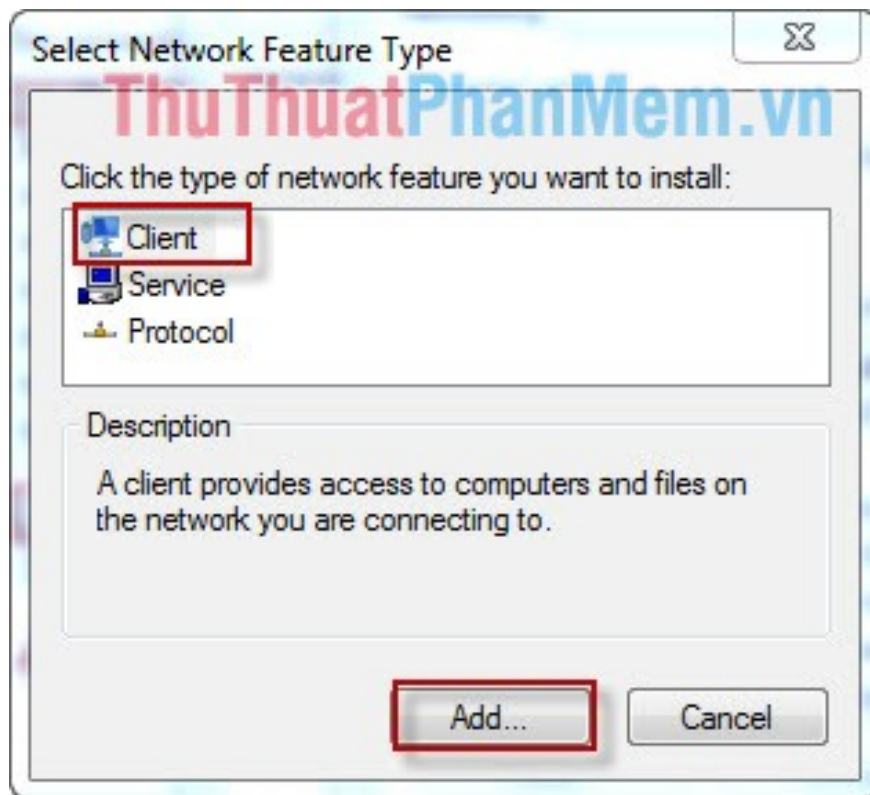 Select Network Feature Type
ThuThuatPhanMem.vn
Click the type of network feature you want to install:
Client
Service
Protocol
Description
A client provides access to computers and files on
the network you are connecting to.
Add...
Cancel